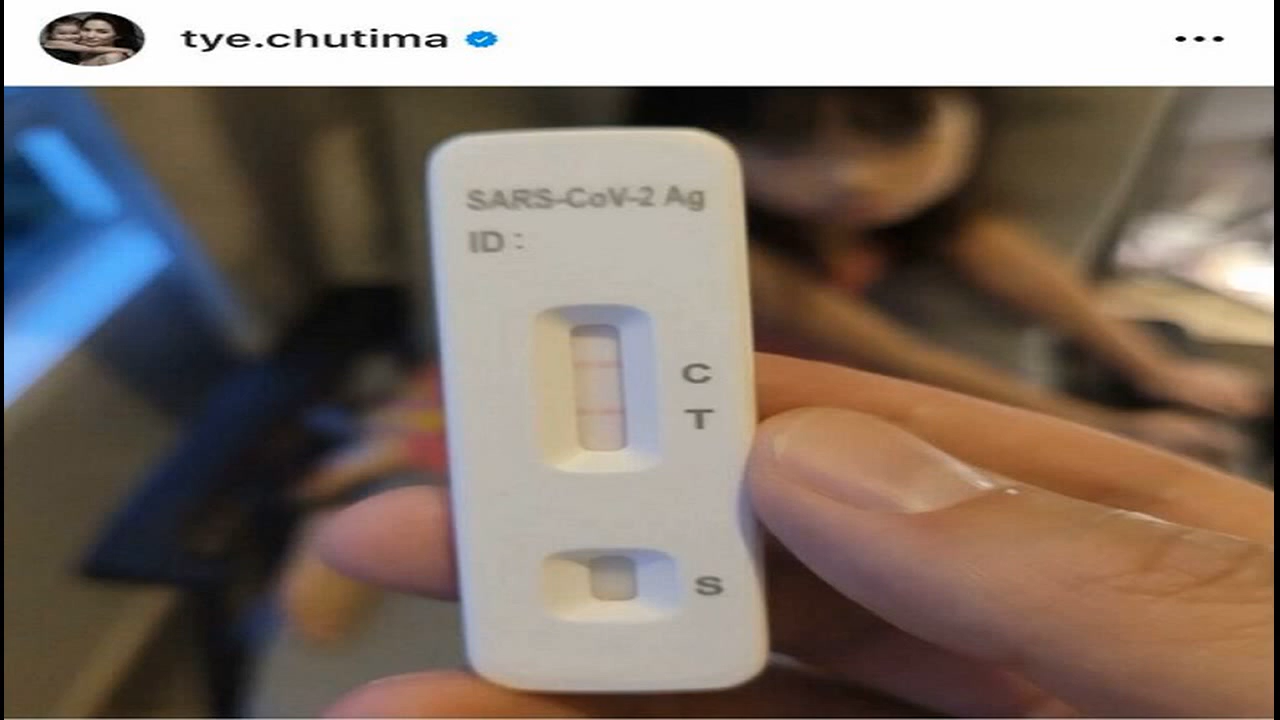 tye.chutima
SARS-CoV-2 Ag
ID :
C
T
S